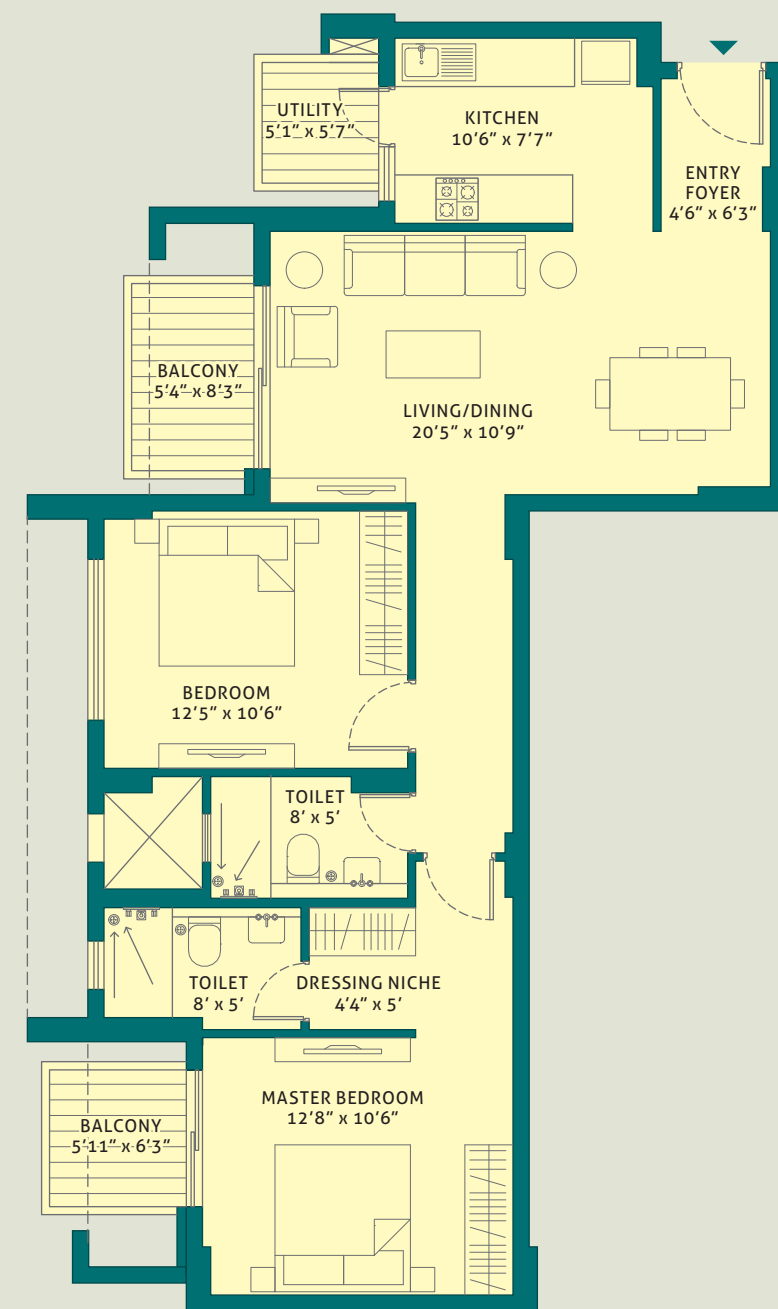 UTILITY
5’1” x 5’7”
KITCHEN
10’6” x 7’7”
ENTRY
FOYER
4’6” x 6’3”
BALCONY
5’4” x 8’3”
LIVING/DINING
20’5” x 10’9”
BEDROOM
12’5” x 10’6”
TOILET
8’ x 5’
TOILET
8’ x 5’
DRESSING NICHE
4’4” x 5’
MASTER BEDROOM
12’8” x 10’6”
BALCONY
5’11” x 6’3”